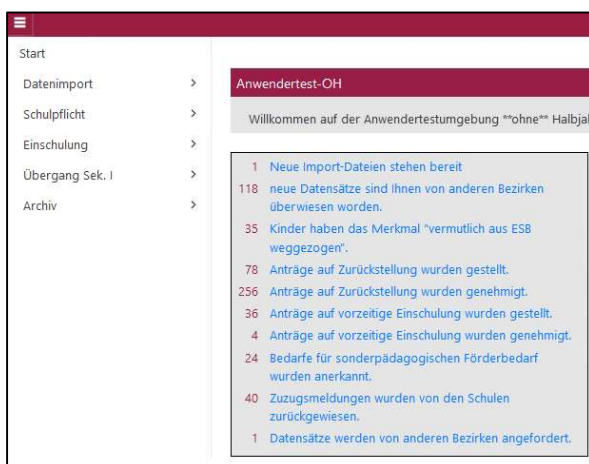 Start
Datenimport
Schulpflicht
Einschulung
Übergang Sek. I
Archiv
Anwendertest-OH
Willkommen auf der Anwendertestumgebung **ohne** Halbja
1 Neue Import-Dateien stehen bereit
118 neue Datensätze sind Ihnen von anderen Bezirken
überwiesen worden.
35 Kinder haben das Merkmal "vermutlich aus ESB
weggezogen".
78 Anträge auf Zurückstellung wurden gestellt.
256 Anträge auf Zurückstellung wurden genehmigt.
36 Anträge auf vorzeitige Einschulung wurden gestellt.
4 Anträge auf vorzeitige Einschulung wurden genehmigt.
24 Bedarfe für sonderpädagogischen Förderbedarf
wurden anerkannt.
40 Zuzugsmeldungen wurden von den Schulen
zurückgewiesen.
1 Datensätze werden von anderen Bezirken angefordert.